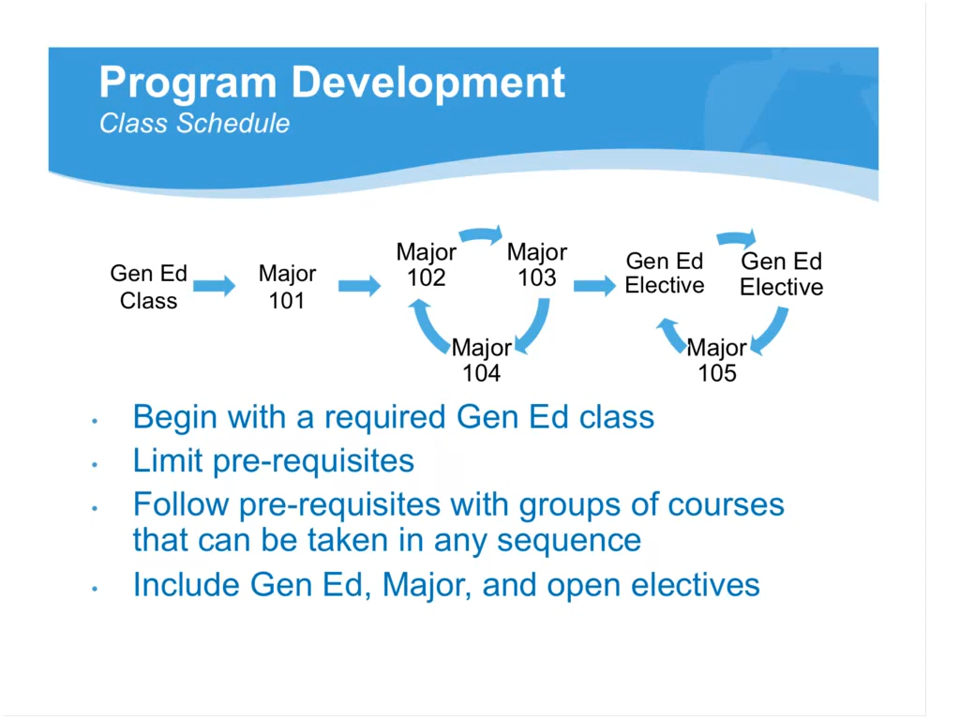 Program Development
Class Schedule
Gen Ed
Class
Major
101
Major
102
Major
103
Major
104
Gen Ed
Elective
Gen Ed
Elective
Major
105
• Begin with a required Gen Ed class
• Limit pre-requisites
• Follow pre-requisites with groups of courses
that can be taken in any sequence
• Include Gen Ed, Major, and open electives